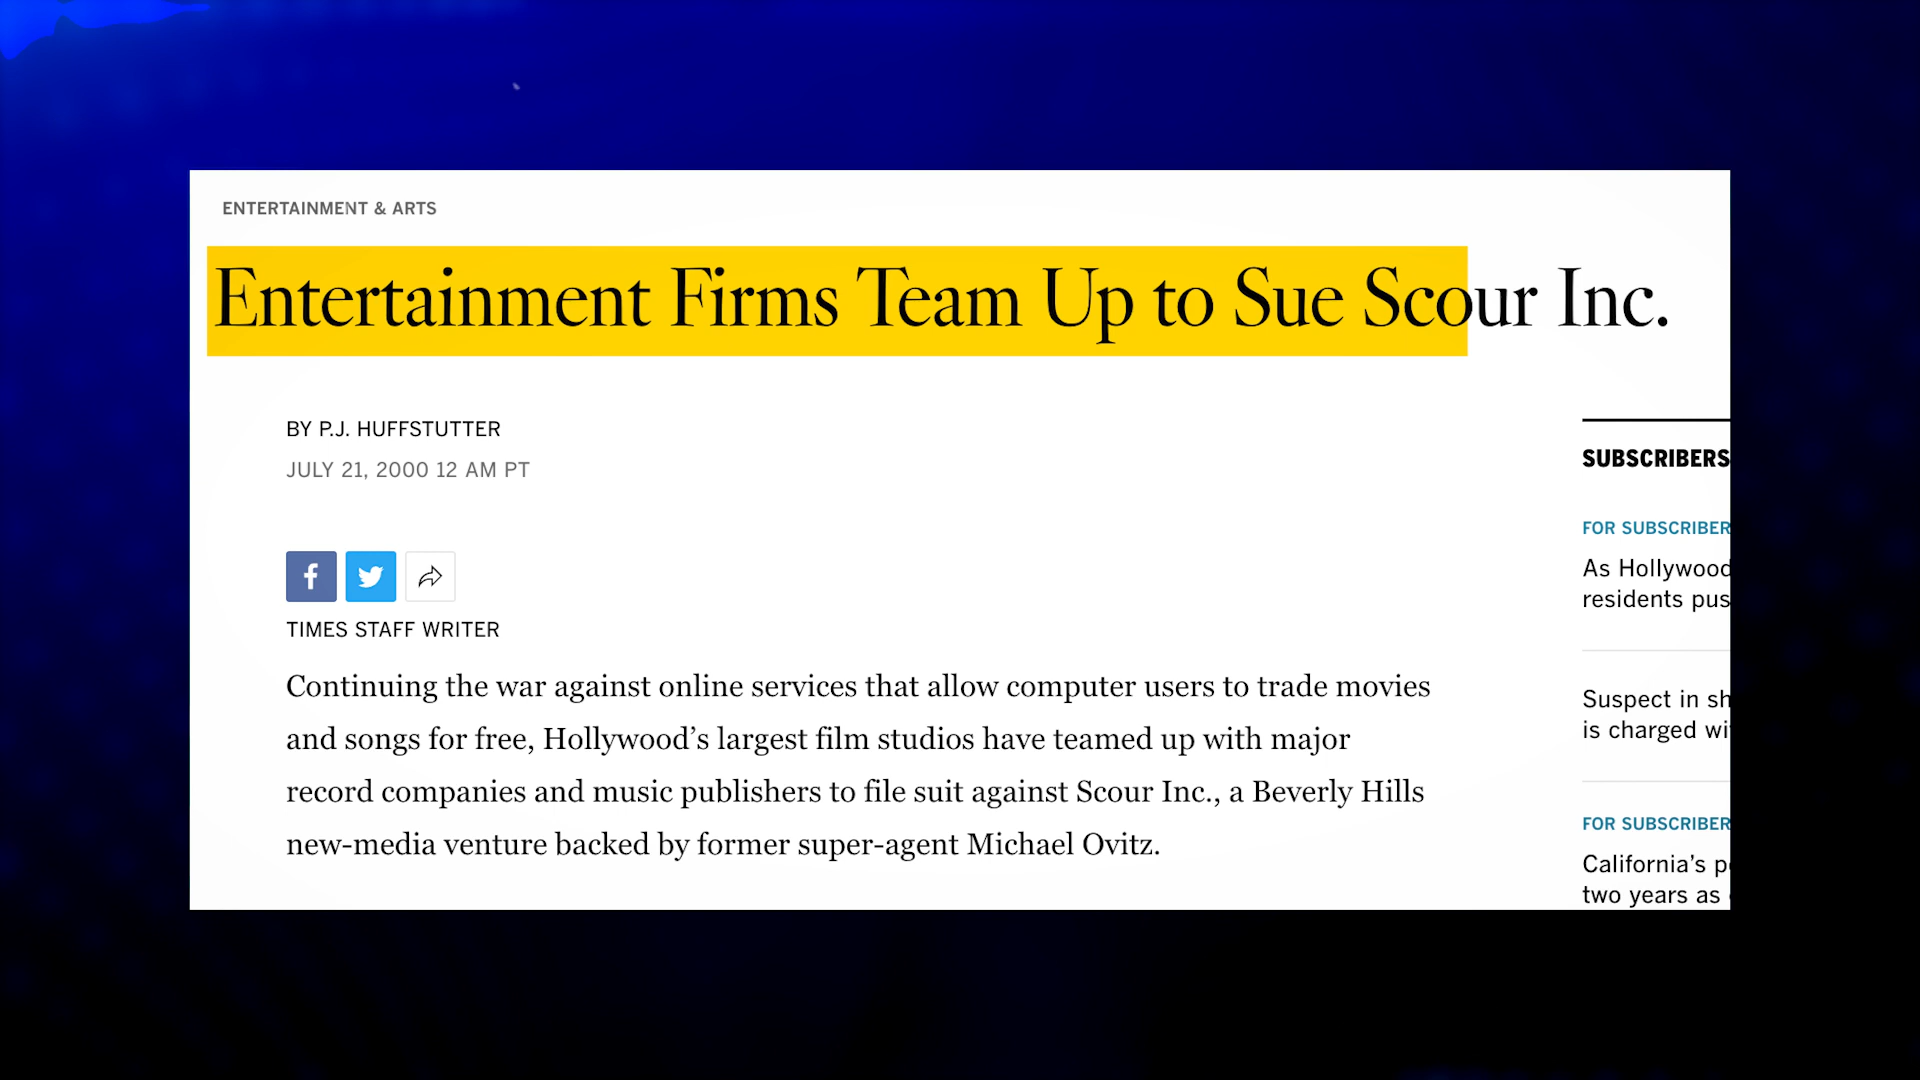 ENTERTAINMENT & ARTS
Entertainment Firms Team Up to Sue Scour Inc.
BY P.J. HUFFSTUTTER
JULY 21, 2000 12 AM PT
TIMES STAFF WRITER
Continuing the war against online services that allow computer users to trade movies
and songs for free, Hollywood’s largest film studios have teamed up with major
record companies and music publishers to file suit against Scour Inc., a Beverly Hills
new-media venture backed by former super-agent Michael Ovitz.
SUBSCRIBERS
FOR SUBSCRIBER
As Hollywood
residents pus
Suspect in sh
is charged wi
FOR SUBSCRIBER
California’s p
two years as